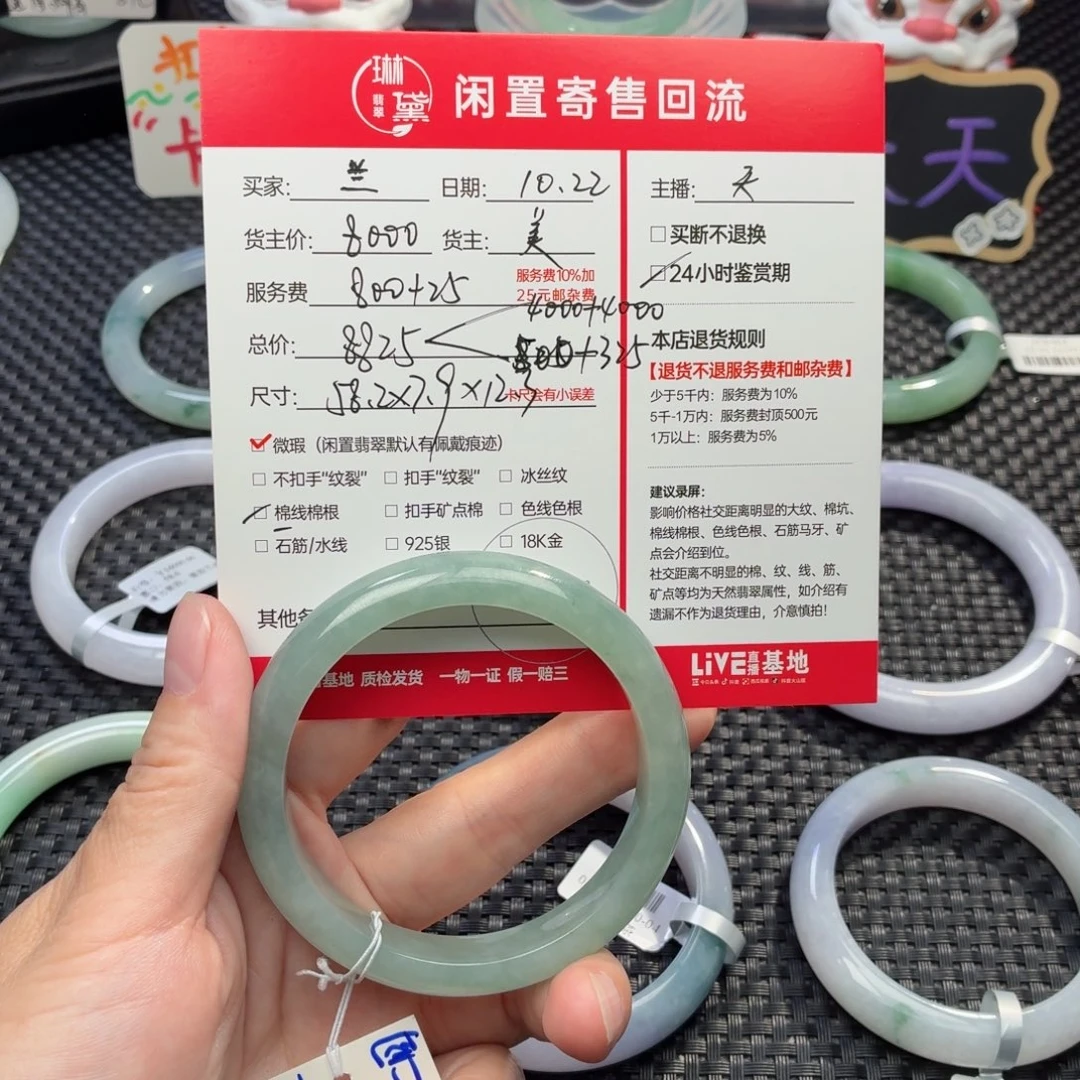 琳黛
翡翠
闲置寄售回流
买家: 兰 日期: 10.22
货主价: 8000 货主: 美
服务费 800+25
服务费10%加
25元邮杂费
4000+4000
总价: 8825
+325
尺寸: 58.2×7.9×12.3
卡尺会有小误差
微瑕（闲置翡翠默认有佩戴痕迹）
不扣手“纹裂” 扣手“纹裂” 冰丝纹
棉线棉根 扣手矿点棉 色线色根
石筋/水线 925银 18K金
其他
基地 质检发货 一物一证 假一赔三
主播: 天
买断不退换
24小时鉴赏期
本店退货规则
【退货不退服务费和邮杂费】
少于5千内：服务费为10%
5千-1万内：服务费封顶500元
1万以上：服务费为5%
建议录屏：
影响价格社交距离明显的大纹、棉坑、
棉线棉根、色线色根、石筋马牙、矿
点会介绍到位。
社交距离不明显的棉、纹、线、筋、
矿点等均为天然翡翠属性，如介绍有
遗漏不作为退货理由，介意慎拍！
LIVE直播基地
天